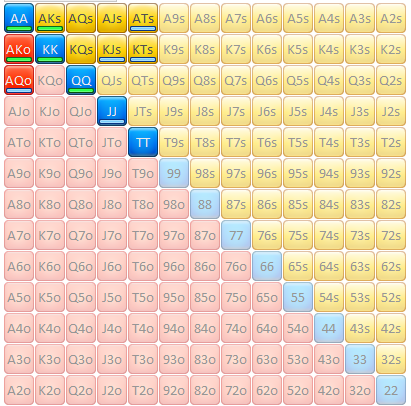 AA AKs AQs AJs ATs A9s A8s A7s A6s A5s A4s A3s A2s
AKo KK KQs KJs KTs K9s K8s K7s K6s K5s K4s K3s K2s
AQo KQo QQ QJs QTs Q9s Q8s Q7s Q6s Q5s Q4s Q3s Q2s
AJo KJo QJo JJ JTs J9s J8s J7s J6s J5s J4s J3s J2s
ATo KTo QTo JTo TT T9s T8s T7s T6s T5s T4s T3s T2s
A9o K9o Q9o J9o T9o 99 98s 97s 96s 95s 94s 93s 92s
A8o K8o Q8o J8o T8o 98o 88 87s 86s 85s 84s 83s 82s
A7o K7o Q7o J7o T7o 97o 87o 77 76s 75s 74s 73s 72s
A6o K6o Q6o J6o T6o 96o 86o 76o 66 65s 64s 63s 62s
A5o K5o Q5o J5o T5o 95o 85o 75o 65o 55 54s 53s 52s
A4o K4o Q4o J4o T4o 94o 84o 74o 64o 54o 44 43s 42s
A3o K3o Q3o J3o T3o 93o 83o 73o 63o 53o 43o 33 32s
A2o K2o Q2o J2o T2o 92o 82o 72o 62o 52o 42o 32o 22